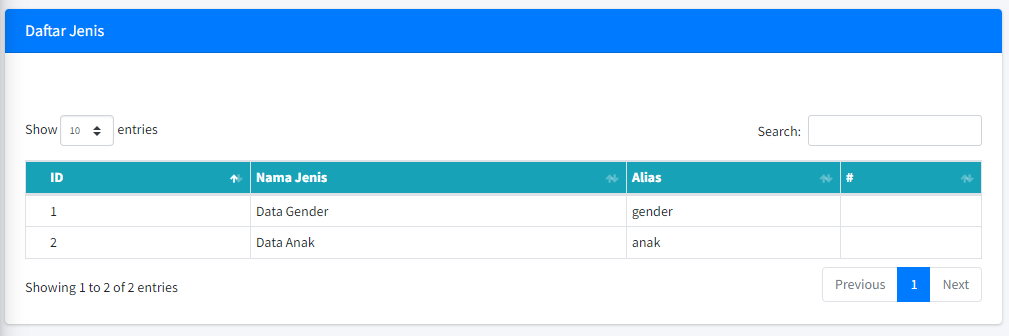 Daftar Jenis
Show 10 entries
Search:
ID Nama Jenis Alias #
1 Data Gender gender
2 Data Anak anak
Showing 1 to 2 of 2 entries
Previous 1 Next